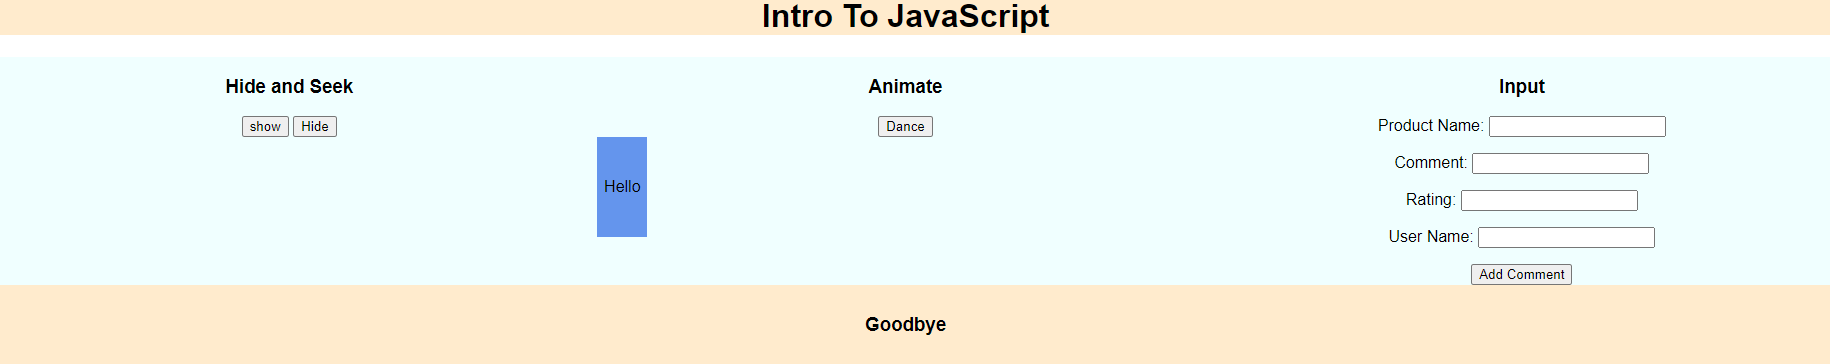 Intro To JavaScript
Hide and Seek
show Hide
Animate
Dance
Hello
Input
Product Name:
Comment:
Rating:
User Name:
Add Comment
Goodbye